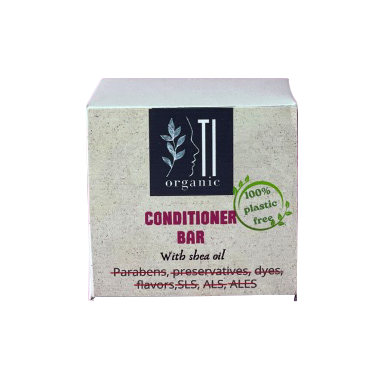 TI
organic
CONDITIONER
BAR
100%
plastic
free
With shea oil
Parabens, preservatives, dyes,
flavors,SLS, ALS, ALES